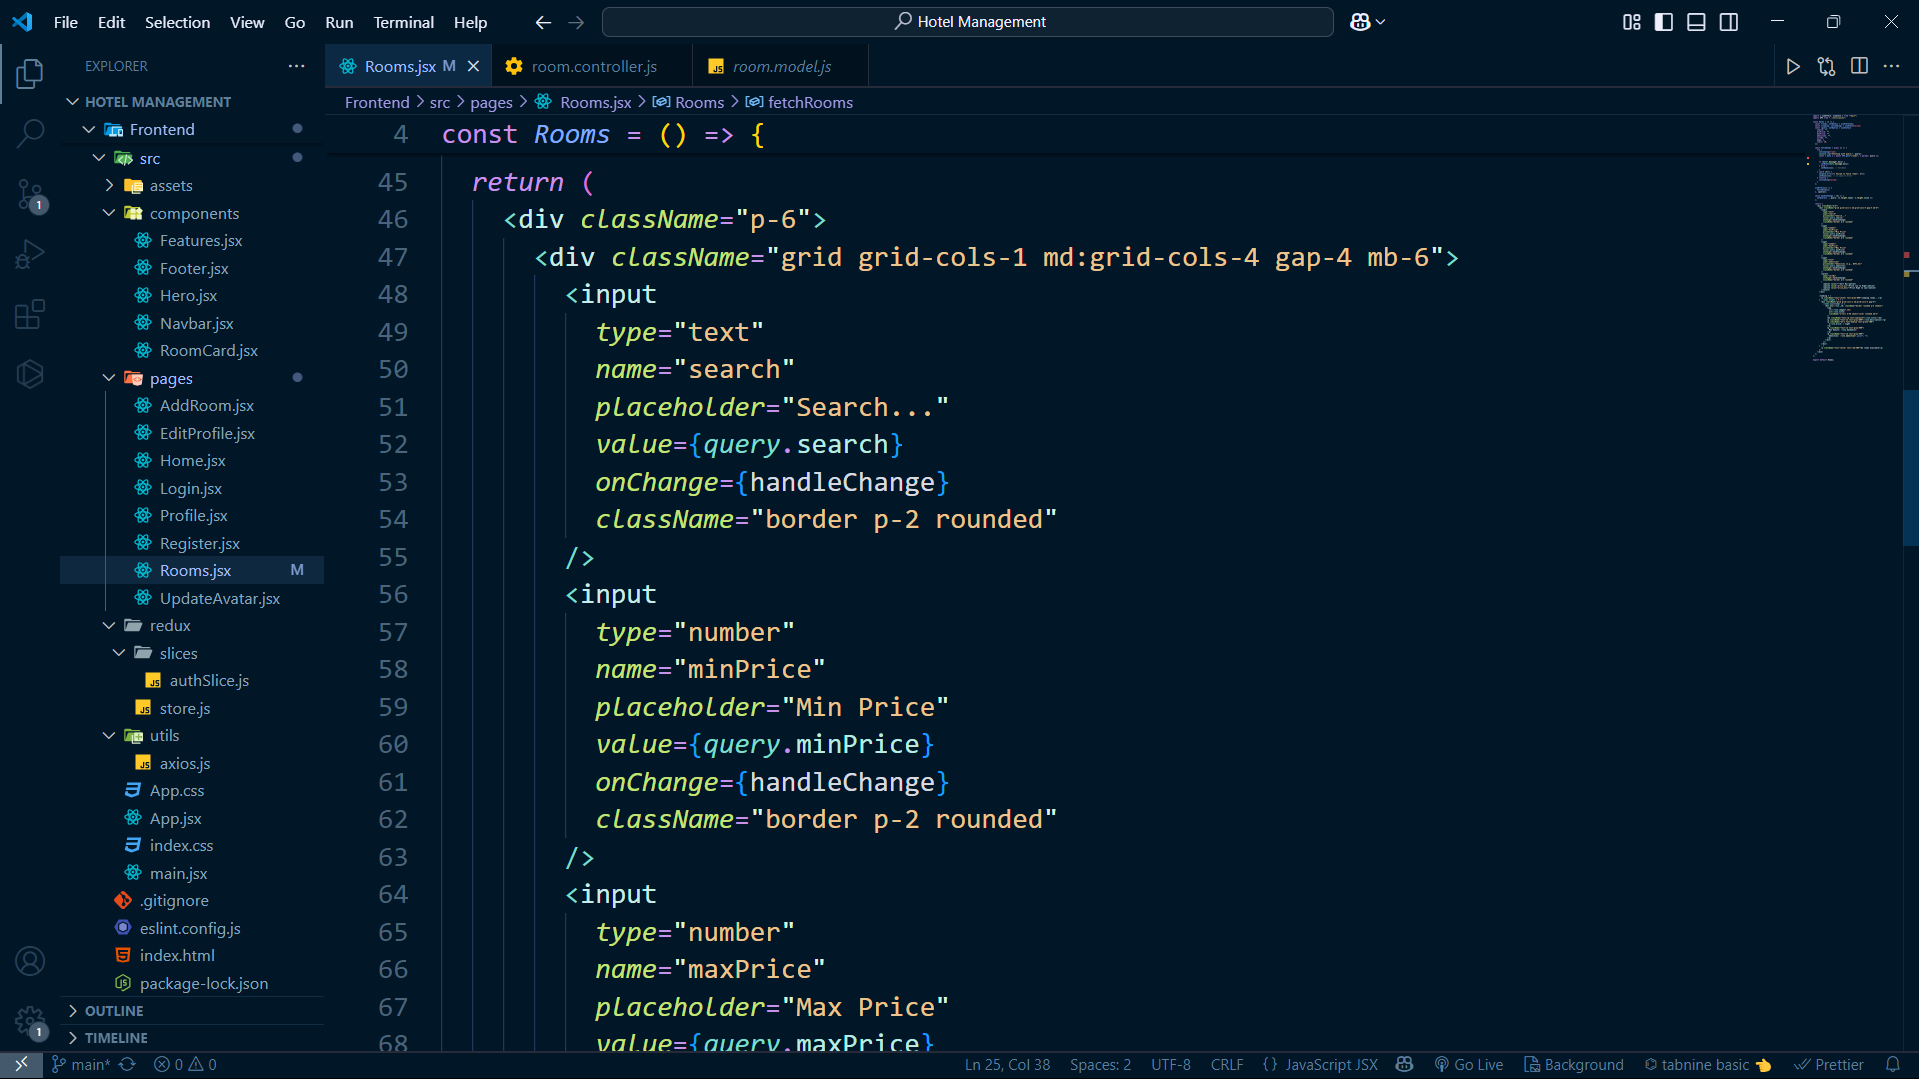 File Edit Selection View Go Run Terminal Help
Hotel Management
EXPLORER
HOTEL MANAGEMENT
Frontend
src
assets
components
Features.jsx
Footer.jsx
Hero.jsx
Navbar.jsx
RoomCard.jsx
pages
AddRoom.jsx
EditProfile.jsx
Home.jsx
Login.jsx
Profile.jsx
Register.jsx
Rooms.jsx M
UpdateAvatar.jsx
redux
slices
authSlice.js
store.js
utils
axios.js
App.css
App.jsx
index.css
main.jsx
.gitignore
eslint.config.js
index.html
package-lock.json
OUTLINE
TIMELINE
1
1
Rooms.jsx M
room.controller.js
room.model.js
Frontend > src > pages > Rooms.jsx > Rooms > fetchRooms
4 const Rooms = () => {
45 return (
46 <div className="p-6">
47 <div className="grid grid-cols-1 md:grid-cols-4 gap-4 mb-6">
48 <input
49 type="text"
50 name="search"
51 placeholder="Search..."
52 value={query.search}
53 onChange={handleChange}
54 className="border p-2 rounded"
55 />
56 <input
57 type="number"
58 name="minPrice"
59 placeholder="Min Price"
60 value={query.minPrice}
61 onChange={handleChange}
62 className="border p-2 rounded"
63 />
64 <input
65 type="number"
66 name="maxPrice"
67 placeholder="Max Price"
68 value={query.maxPrice}
main* 0 0
Ln 25, Col 38 Spaces: 2 UTF-8 CRLF {} JavaScript JSX Go Live Background tabnine basic Prettier